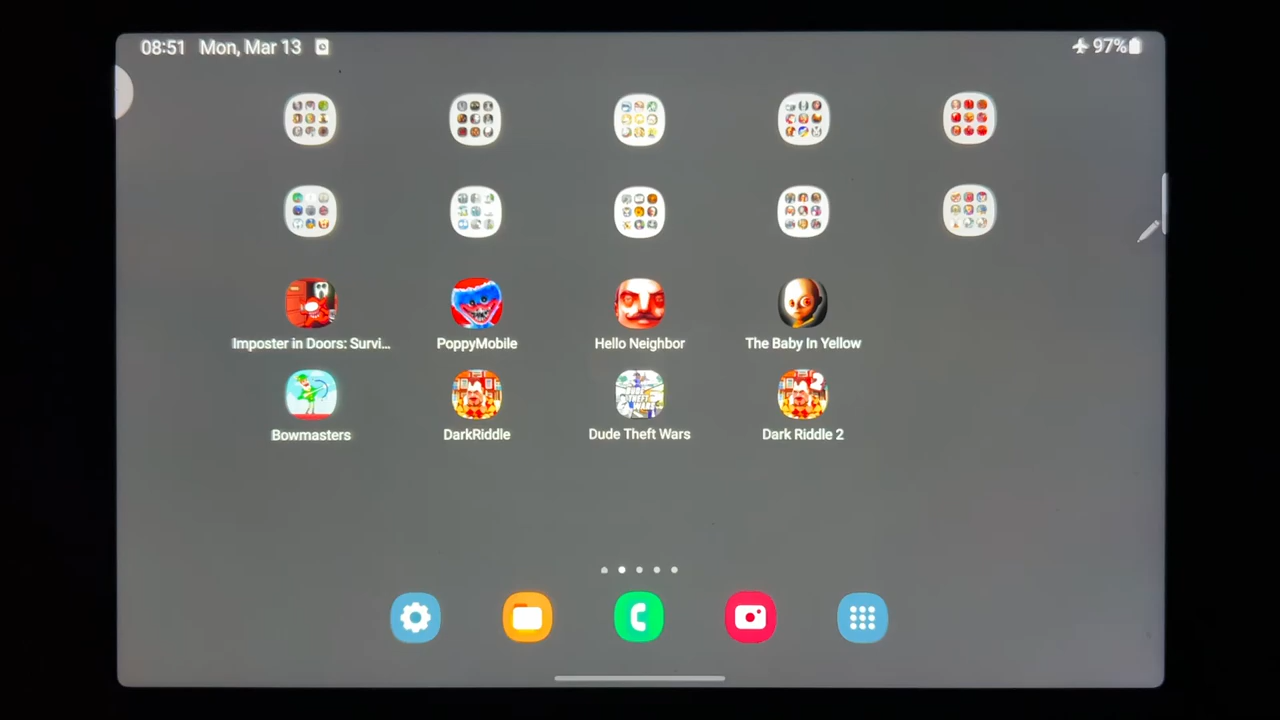 08:51 Mon, Mar 13 97%
Imposter in Doors: Survi... PoppyMobile Hello Neighbor The Baby In Yellow
2
Bowmasters DarkRiddle Dude Theft Wars Dark Riddle 2